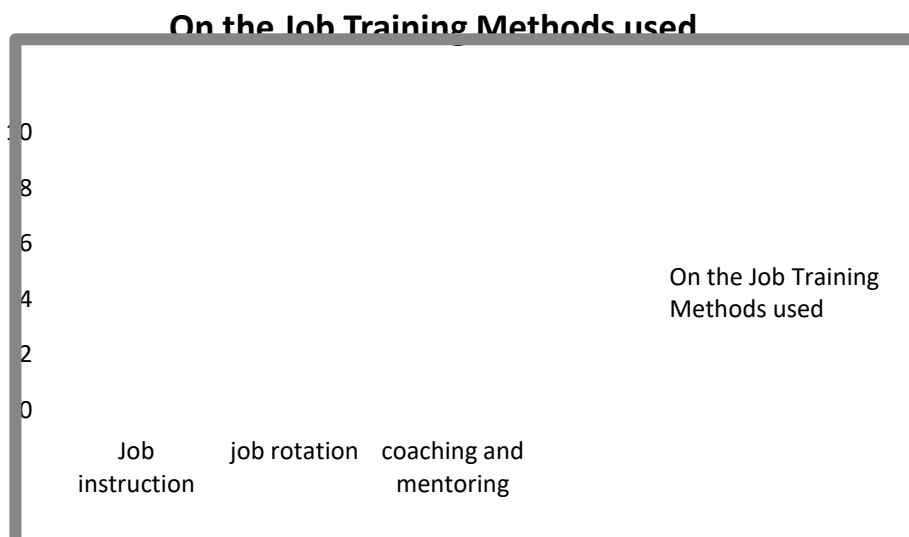 On the Job Training Methods used
10
8
6
4
2
0
On the Job Training
Methods used
Job
instruction
job rotation
coaching and
mentoring